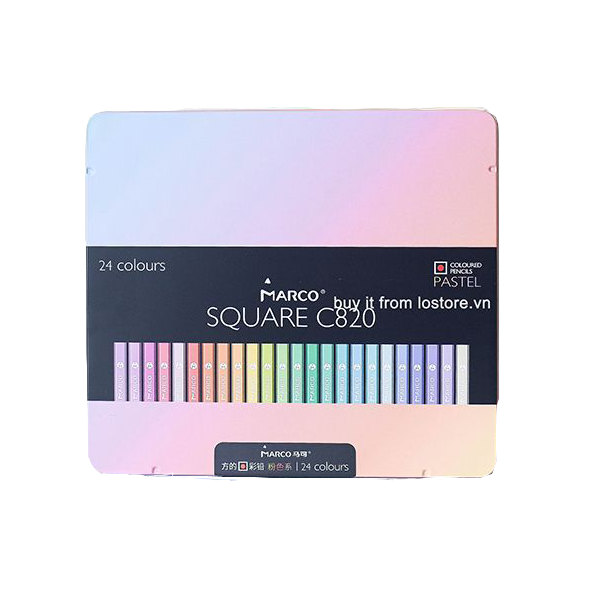 24 colours
COLOURED
PENCILS
PASTEL
MARCO®
buy it from lostore.vn
SQUARE C820
MARCO 马可®
方的 彩铅 粉色系 | 24 colours